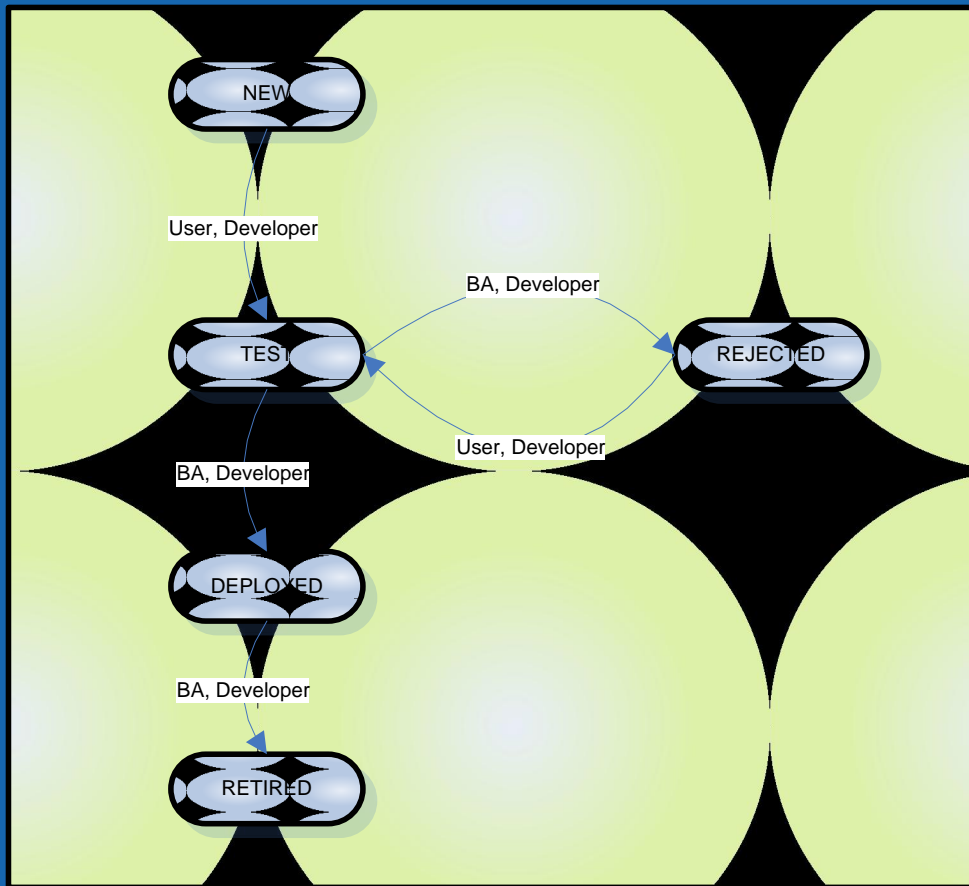 NEW
User, Developer
BA, Developer
TEST
REJECTED
User, Developer
BA, Developer
DEPLOYED
BA, Developer
RETIRED